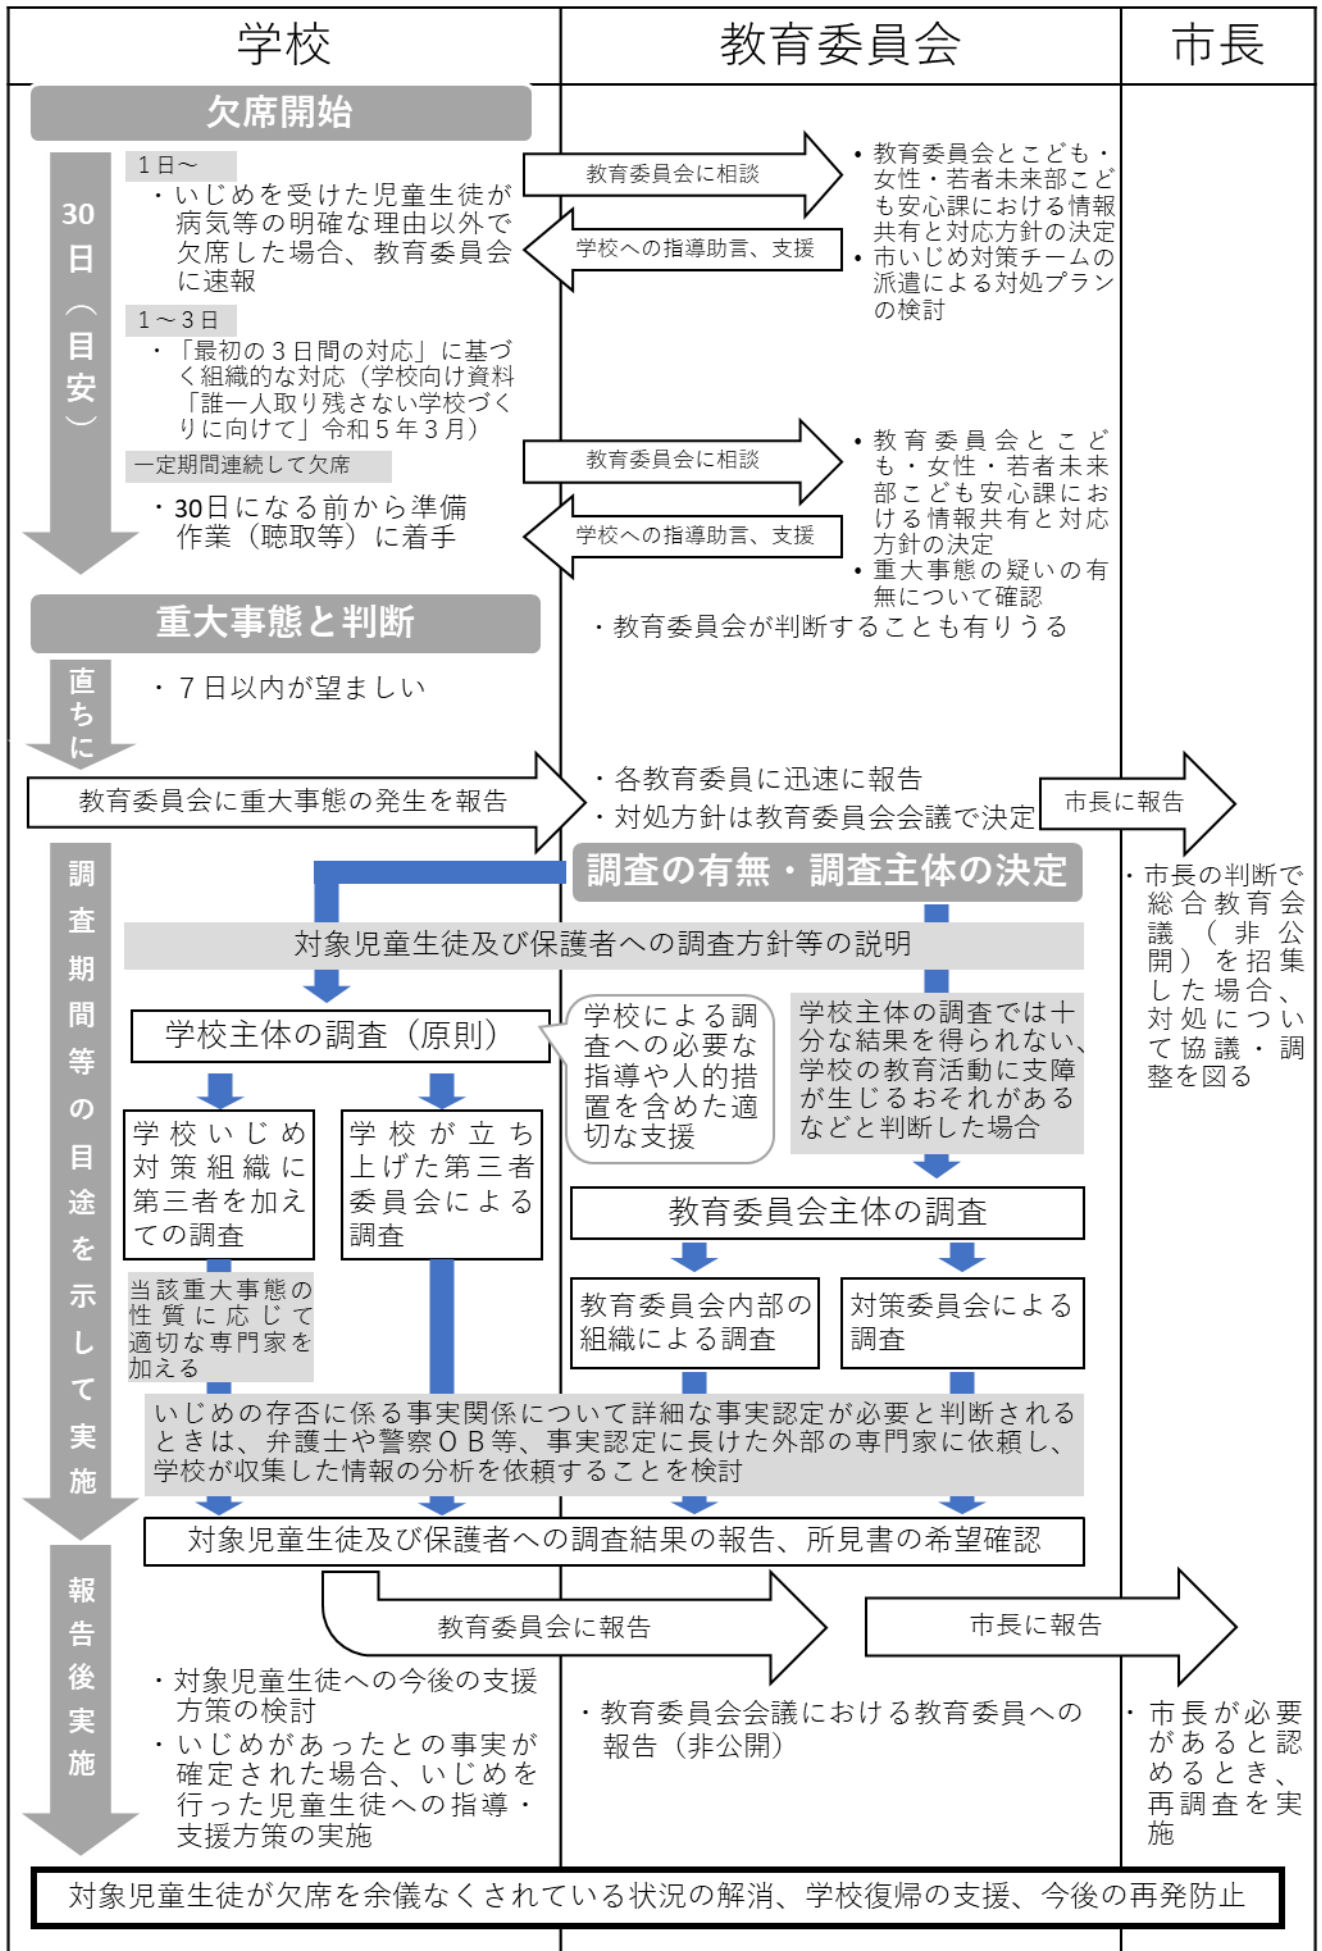 学校
教育委員会
市長
欠席開始
30日（目安）
１日～
・いじめを受けた児童生徒が
病気等の明確な理由以外で
欠席した場合、教育委員会
に速報
教育委員会に相談
学校への指導助言、支援
• 教育委員会とこども・
女性・若者未来部こど
も安心課における情報
共有と対応方針の決定
• 市いじめ対策チームの
派遣による対処プラン
の検討
１～３日
・「最初の３日間の対応」に基づ
く組織的な対応（学校向け資料
「誰一人取り残さない学校づく
りに向けて」令和５年３月）
一定期間連続して欠席
・30日になる前から準備
作業（聴取等）に着手
教育委員会に相談
学校への指導助言、支援
• 教育委員会とこど
も・女性・若者未来
部こども安心課にお
ける情報共有と対応
方針の決定
• 重大事態の疑いの有
無について確認
重大事態と判断
・教育委員会が判断することも有りうる
直ちに
・７日以内が望ましい
教育委員会に重大事態の発生を報告
・各教育委員に迅速に報告
・対処方針は教育委員会会議で決定
市長に報告
調査期間等の目途を示して実施
調査の有無・調査主体の決定
・市長の判断で
総合教育会
議（非公
開）を招集
した場合、
対処につい
て協議・調
整を図る
対象児童生徒及び保護者への調査方針等の説明
学校主体の調査（原則）
学校による調
査への必要な
指導や人的措
置を含めた適
切な支援
学校主体の調査では十
分な結果を得られない、
学校の教育活動に支障
が生じるおそれがある
などと判断した場合
学校いじめ
対策組織に
第三者を加え
ての調査
学校が立ち
上げた第三者
委員会による
調査
教育委員会主体の調査
当該重大事態の
性質に応じて
適切な専門家を
加える
教育委員会内部の
組織による調査
対策委員会による
調査
いじめの存否に係る事実関係について詳細な事実認定が必要と判断される
ときは、弁護士や警察ＯＢ等、事実認定に長けた外部の専門家に依頼し、
学校が収集した情報の分析を依頼することを検討
対象児童生徒及び保護者への調査結果の報告、所見書の希望確認
報告後実施
教育委員会に報告
市長に報告
・対象児童生徒への今後の支援
方策の検討
・いじめがあったとの事実が
確定された場合、いじめを
行った児童生徒への指導・
支援方策の実施
・教育委員会会議における教育委員への
報告（非公開）
・市長が必要
があると認
めるとき、
再調査を実
施
対象児童生徒が欠席を余儀なくされている状況の解消、学校復帰の支援、今後の再発防止